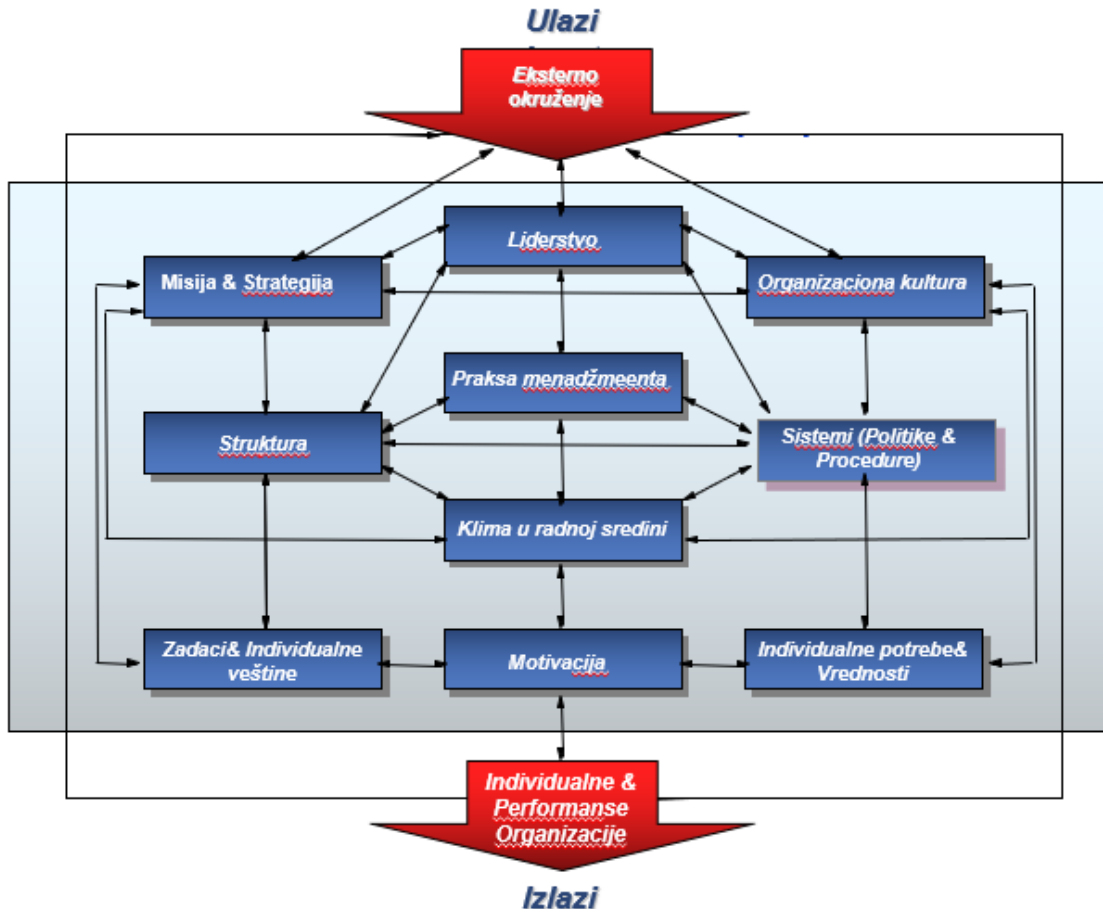 Ulazi
Eksterno
okruženje
Liderstvo
Misija & Strategija
Organizaciona kultura
Praksa menadžmeenta
Struktura
Sistemi (Politike &
Procedure)
Klima u radnoj sredini
Zadaci& Individualne
veštine
Motivacija
Individualne potrebe&
Vrednosti
Individualne &
Performanse
Organizacije
Izlazi